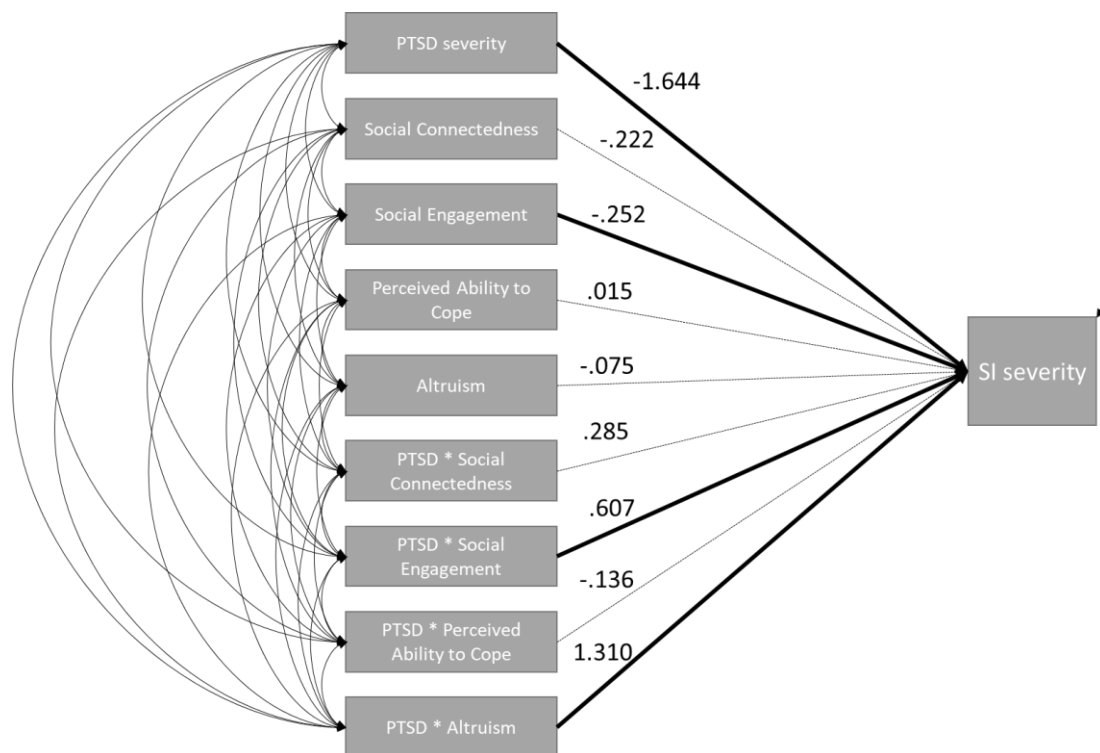 PTSD severity
-1.644
Social Connectedness
-.222
Social Engagement
-.252
Perceived Ability to
Cope
.015
Altruism
-.075
PTSD * Social
Connectedness
.285
PTSD * Social
Engagement
.607
PTSD * Perceived
Ability to Cope
-.136
PTSD * Altruism
1.310
SI severity